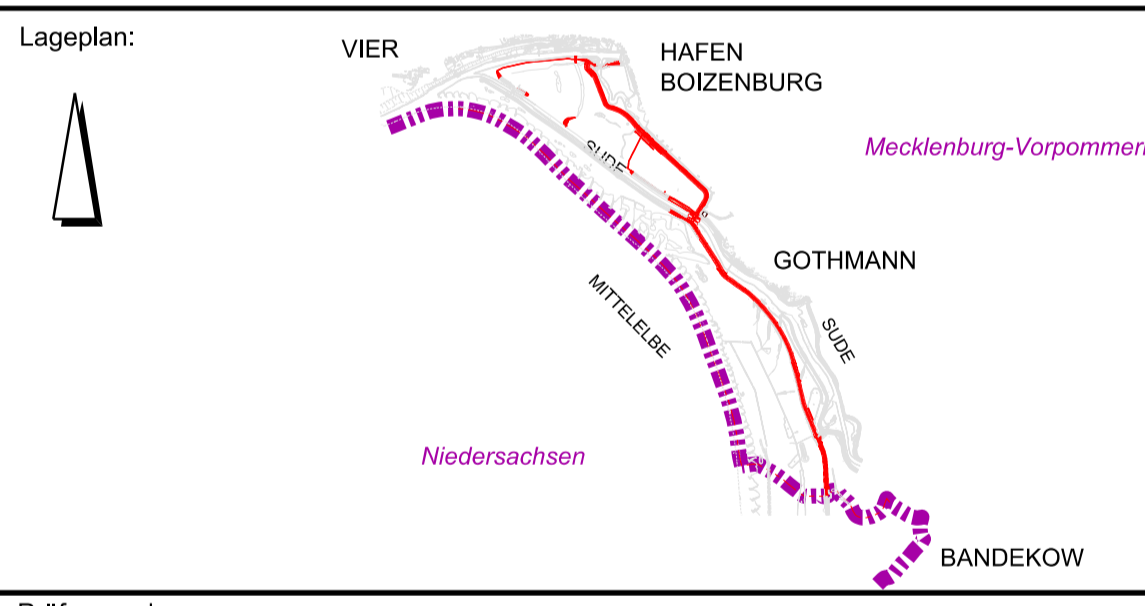 Lageplan:
VIER
HAFEN
BOIZENBURG
Mecklenburg-Vorpommern
SUDE
GOTHMANN
MITTELELBE
SUDE
Niedersachsen
BANDEKOW